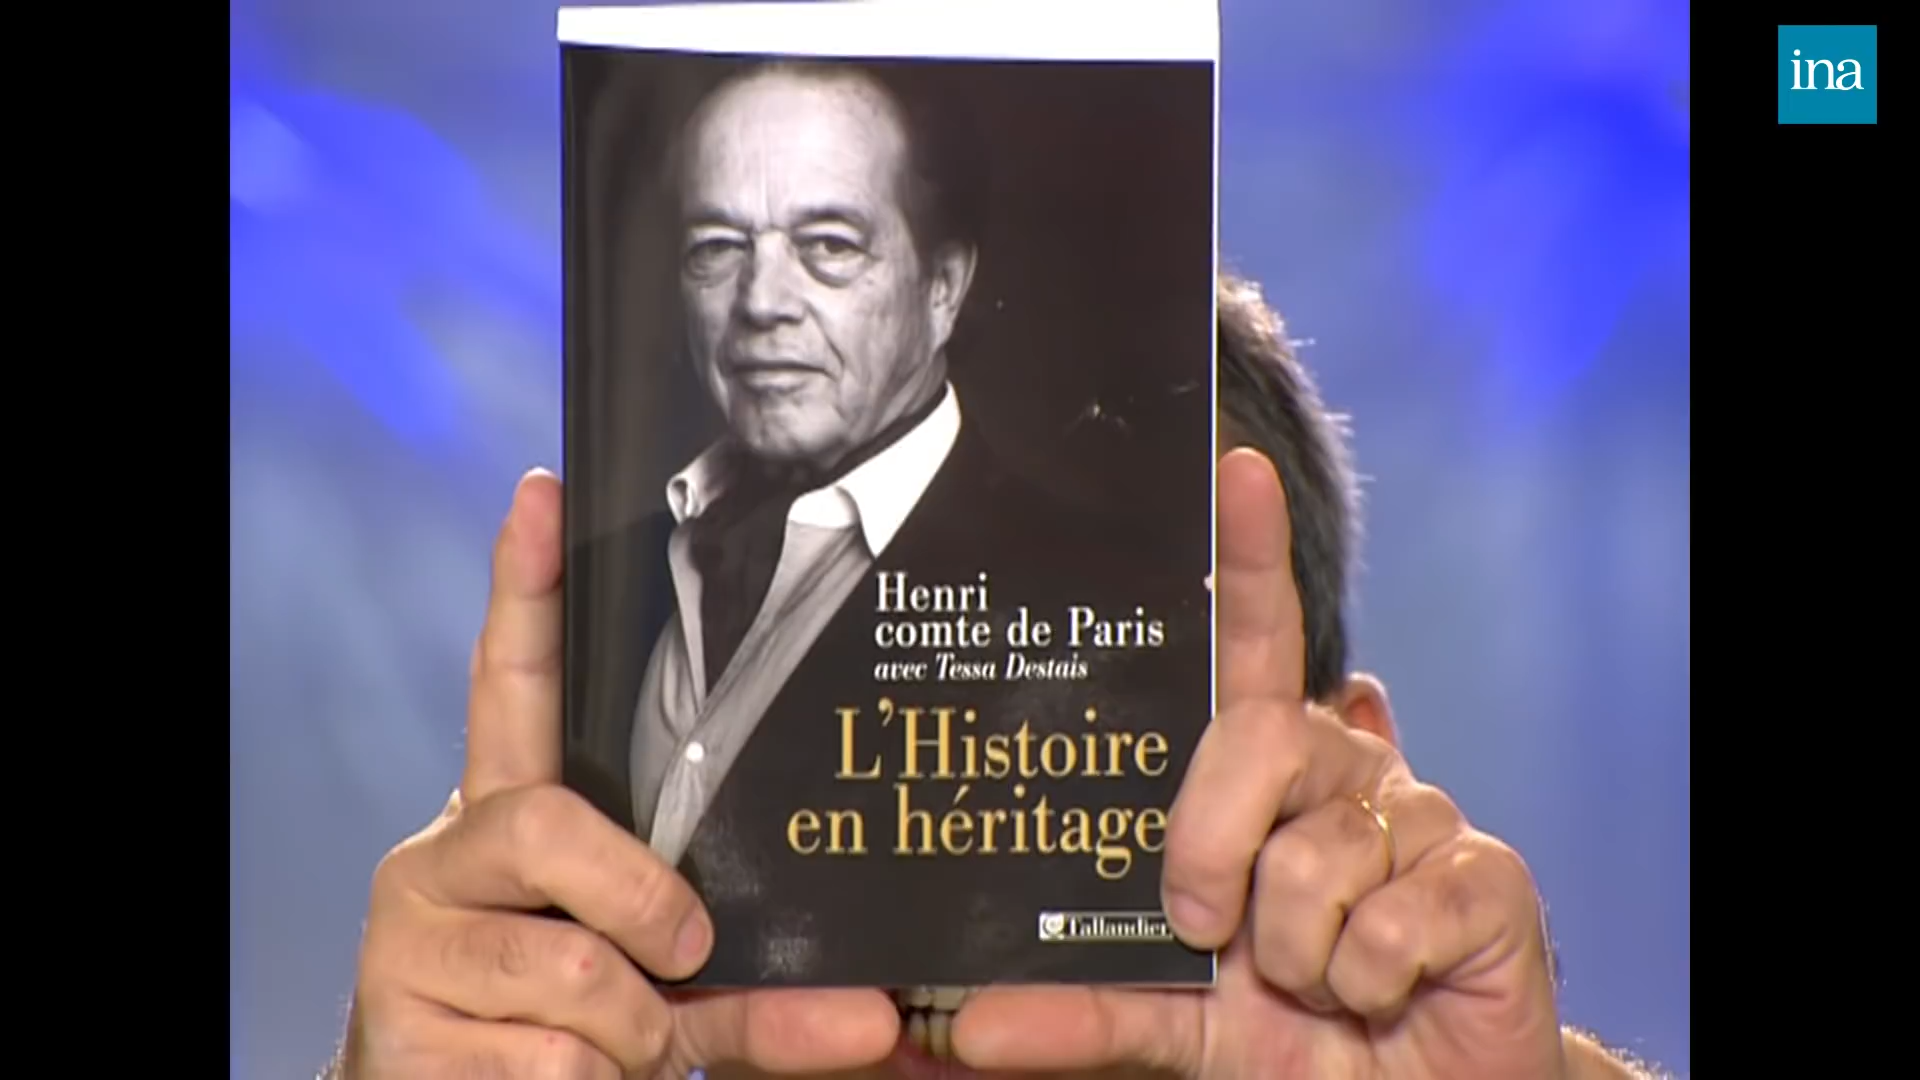 ina
Henri
comte de Paris
avec Tessa Destais
L'Histoire
en héritage
Tallandier